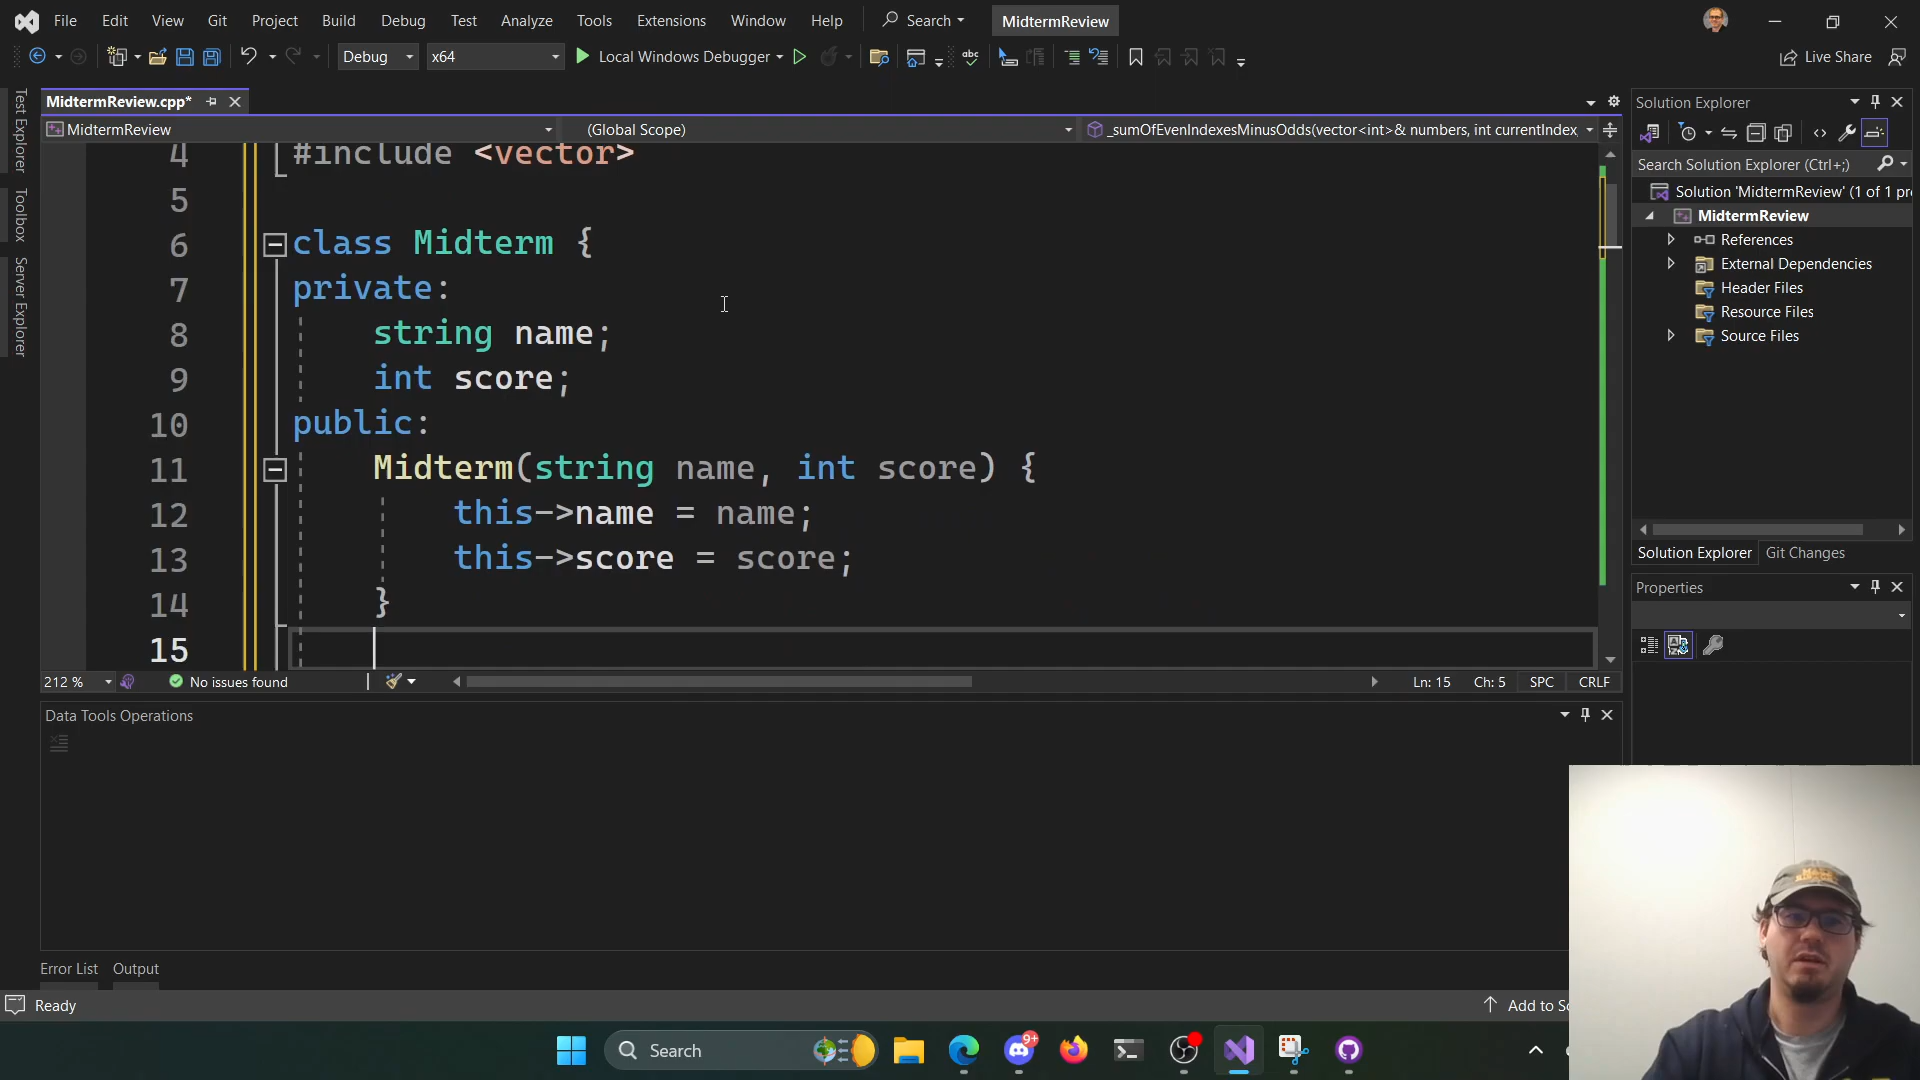 File Edit View Git Project Build Debug Test Analyze Tools Extensions Window Help Search MidtermReview
Debug x64 Local Windows Debugger Live Share
Test Explorer
Toolbox
Server Explorer
MidtermReview.cpp*
MidtermReview (Global Scope) _sumOfEvenIndexesMinusOdds(vector<int>& numbers, int currentIndex,
4 #include <vector>
5
6 class Midterm {
7 private:
8 string name;
9 int score;
10 public:
11 Midterm(string name, int score) {
12 this->name = name;
13 this->score = score;
14 }
15
212 % No issues found Ln: 15 Ch: 5 SPC CRLF
Data Tools Operations
Error List Output
Ready Add to So
Solution Explorer
Search Solution Explorer (Ctrl+;)
Solution 'MidtermReview' (1 of 1 pr
MidtermReview
References
External Dependencies
Header Files
Resource Files
Source Files
Solution Explorer Git Changes
Properties
Search
9+